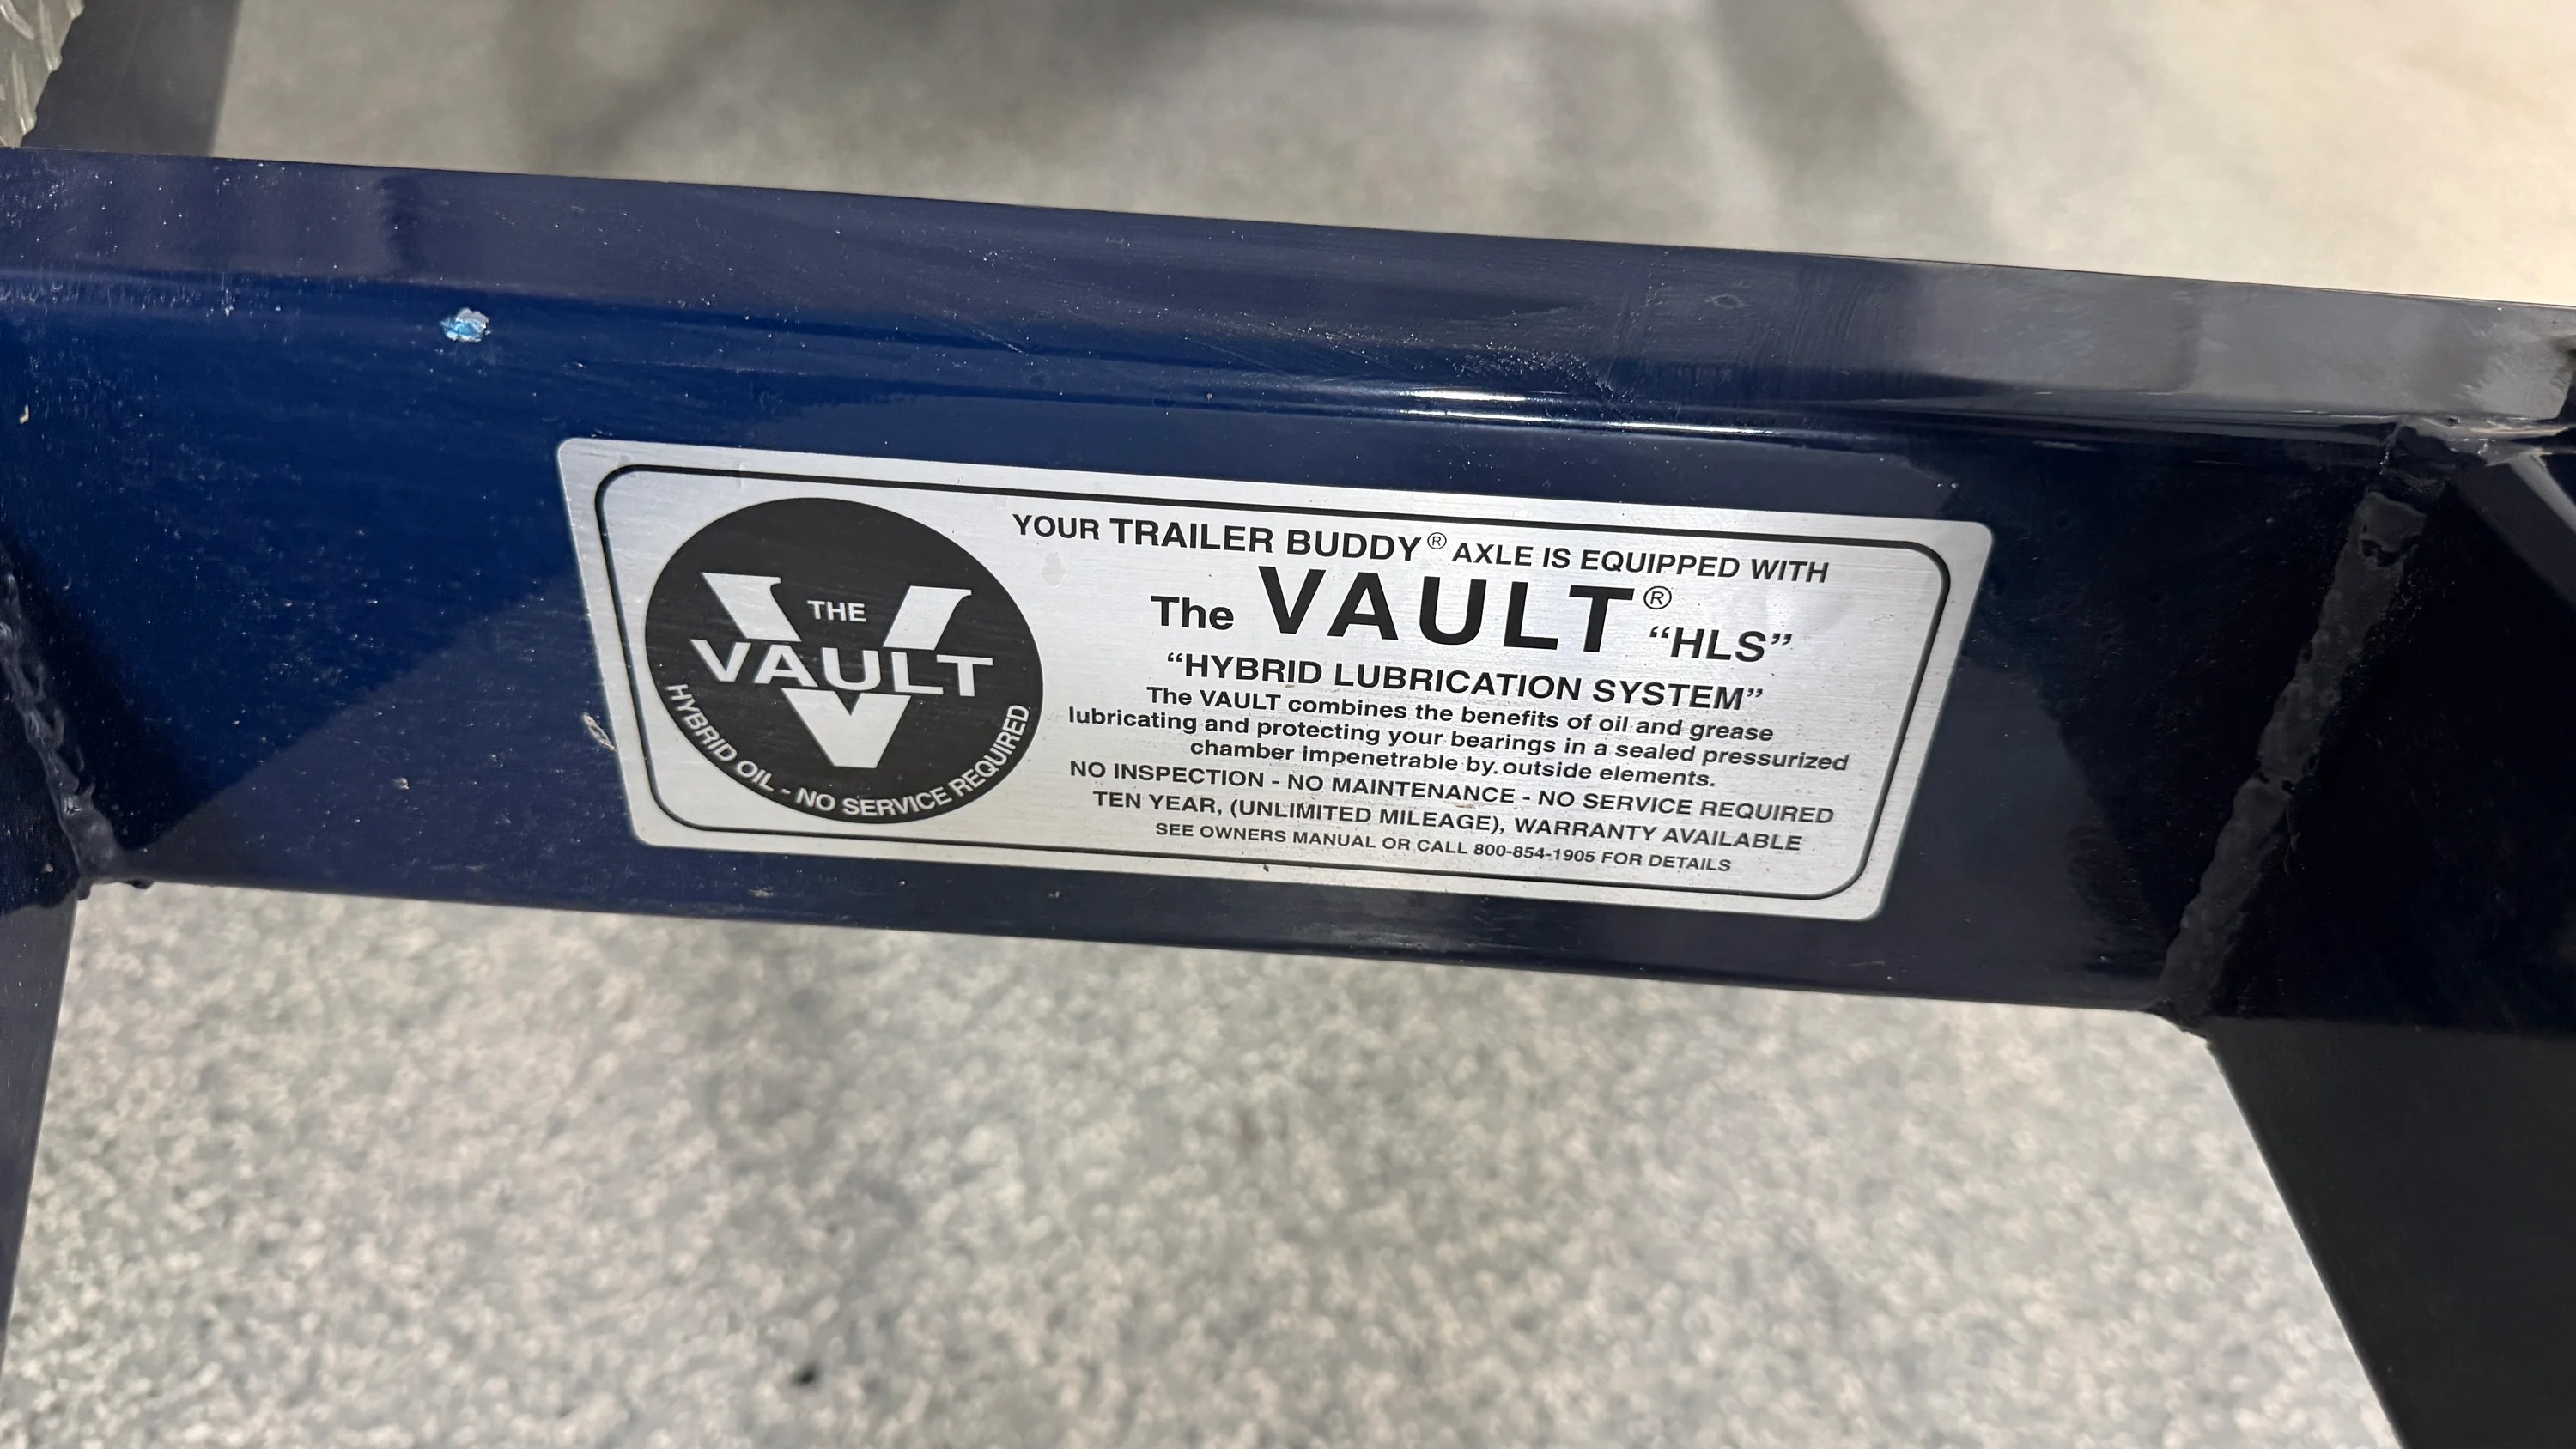 THE
VAULT
HYBRID OIL - NO SERVICE REQUIRED
YOUR TRAILER BUDDY® AXLE IS EQUIPPED WITH
The VAULT® “HLS”
“HYBRID LUBRICATION SYSTEM”
The VAULT combines the benefits of oil and grease
lubricating and protecting your bearings in a sealed pressurized
chamber impenetrable by.outside elements.
NO INSPECTION - NO MAINTENANCE - NO SERVICE REQUIRED
TEN YEAR, (UNLIMITED MILEAGE), WARRANTY AVAILABLE
SEE OWNERS MANUAL OR CALL 800-854-1905 FOR DETAILS